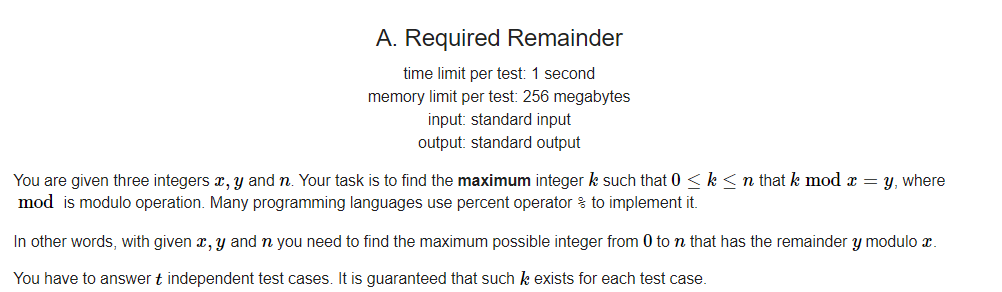 A. Required Remainder
time limit per test: 1 second
memory limit per test: 256 megabytes
input: standard input
output: standard output
You are given three integers x, y and n. Your task is to find the maximum integer k such that 0 ≤ k ≤ n that k mod x = y, where
mod is modulo operation. Many programming languages use percent operator % to implement it.
In other words, with given x, y and n you need to find the maximum possible integer from 0 to n that has the remainder y modulo x.
You have to answer t independent test cases. It is guaranteed that such k exists for each test case.